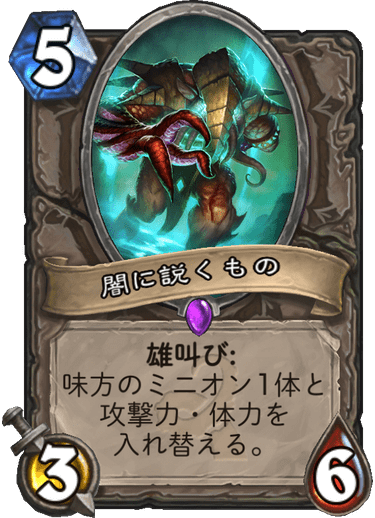 5
闇に説くもの
雄叫び:
味方のミニオン1体と
攻撃力・体力を
入れ替える。
3
6